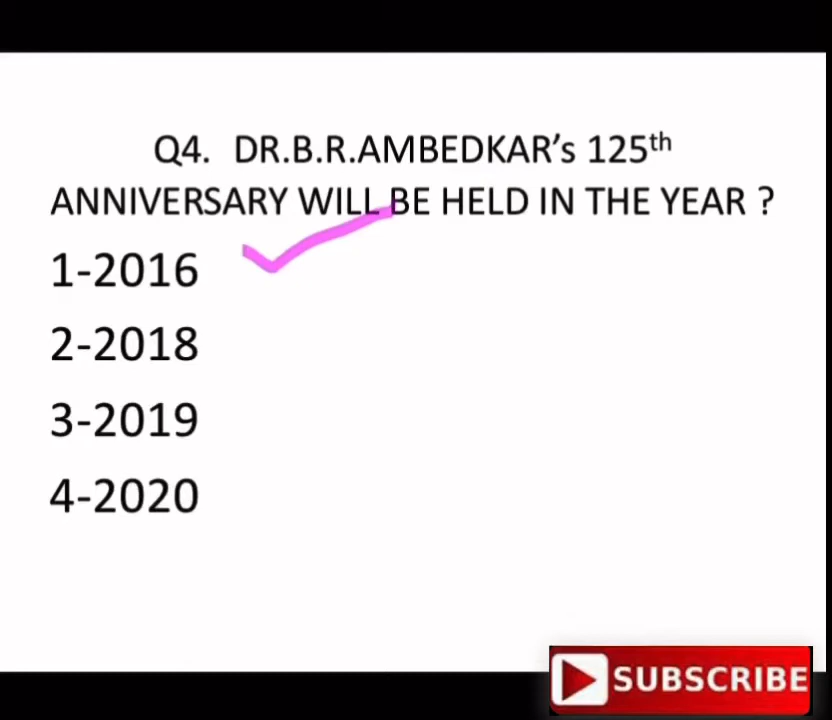 Q4. DR.B.R.AMBEDKAR's 125th
ANNIVERSARY WILL BE HELD IN THE YEAR ?
1-2016
2-2018
3-2019
4-2020
SUBSCRIBE